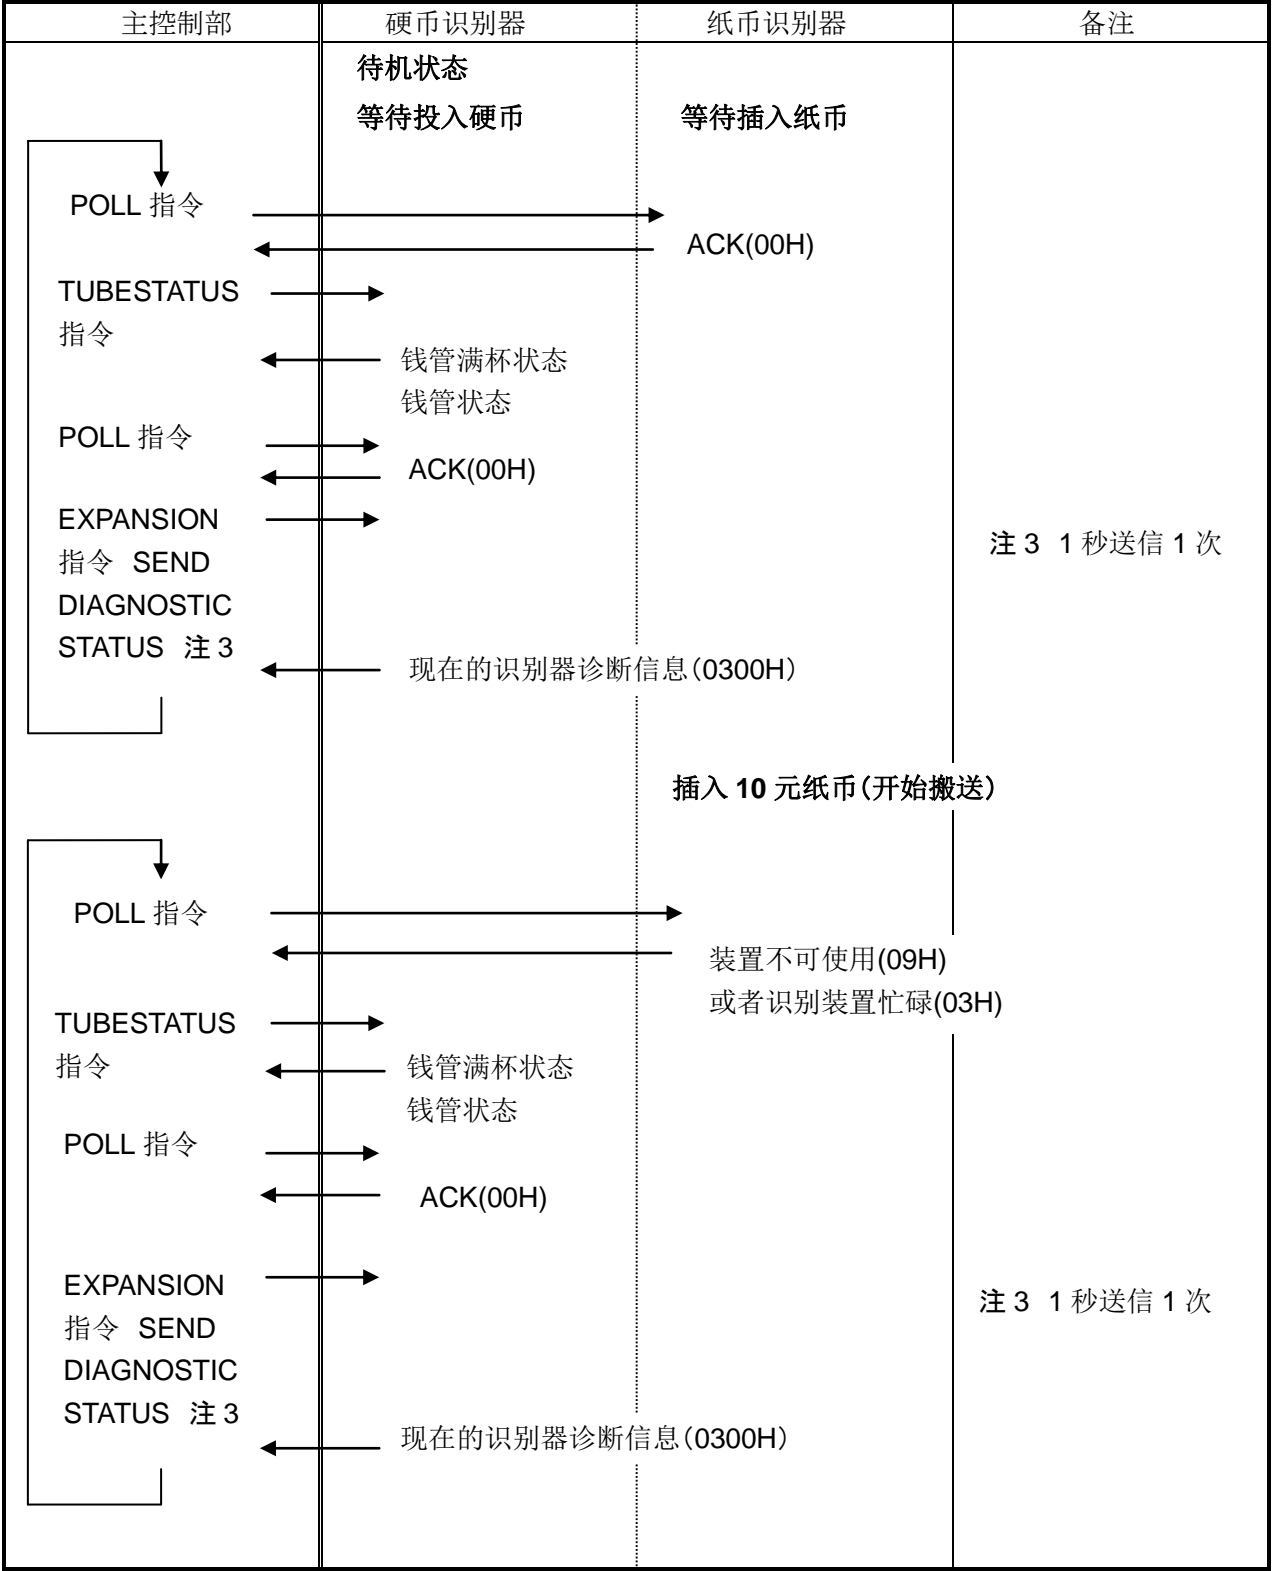 主控制部 硬币识别器 纸币识别器 备注
待机状态
等待投入硬币 等待插入纸币
POLL 指令
ACK(00H)
TUBESTATUS
指令
钱管满杯状态
钱管状态
POLL 指令
ACK(00H)
EXPANSION
指令 SEND
DIAGNOSTIC
STATUS 注 3
注 3 1 秒送信 1 次
现在的识别器诊断信息(0300H)
插入 10 元纸币(开始搬送)
POLL 指令
装置不可使用(09H)
或者识别装置忙碌(03H)
TUBESTATUS
指令
钱管满杯状态
钱管状态
POLL 指令
ACK(00H)
EXPANSION
指令 SEND
DIAGNOSTIC
STATUS 注 3
注 3 1 秒送信 1 次
现在的识别器诊断信息(0300H)